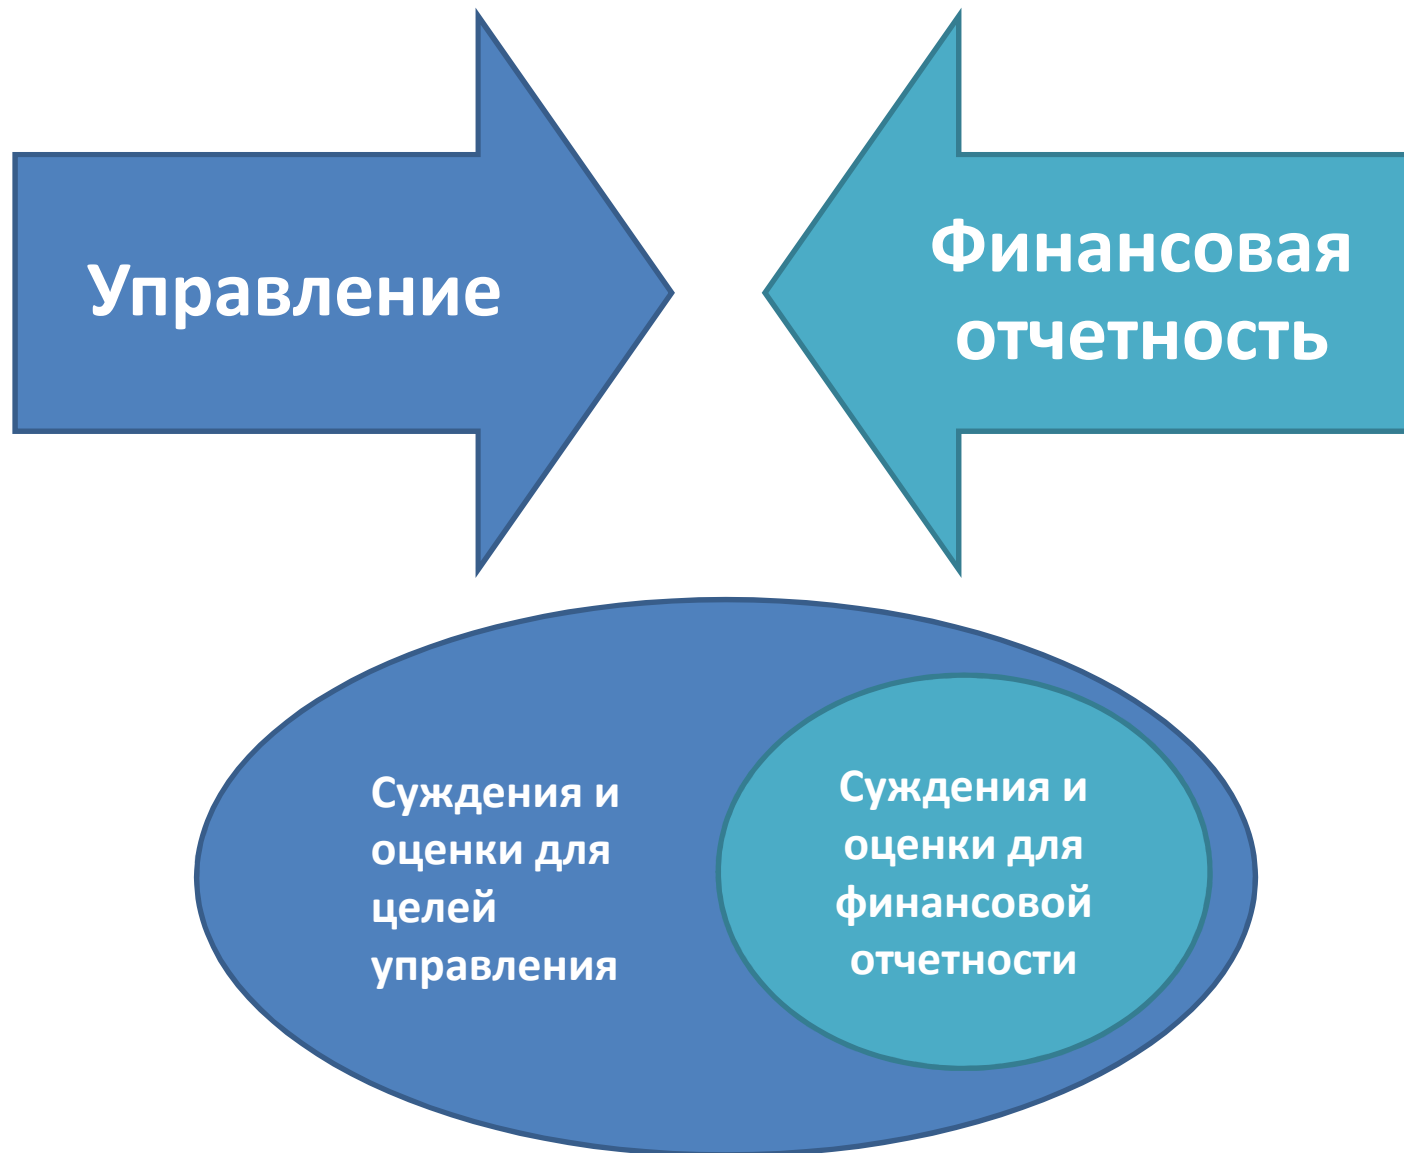 Управление
Финансовая
отчетность
Суждения и
оценки для
целей
управления
Суждения и
оценки для
финансовой
отчетности